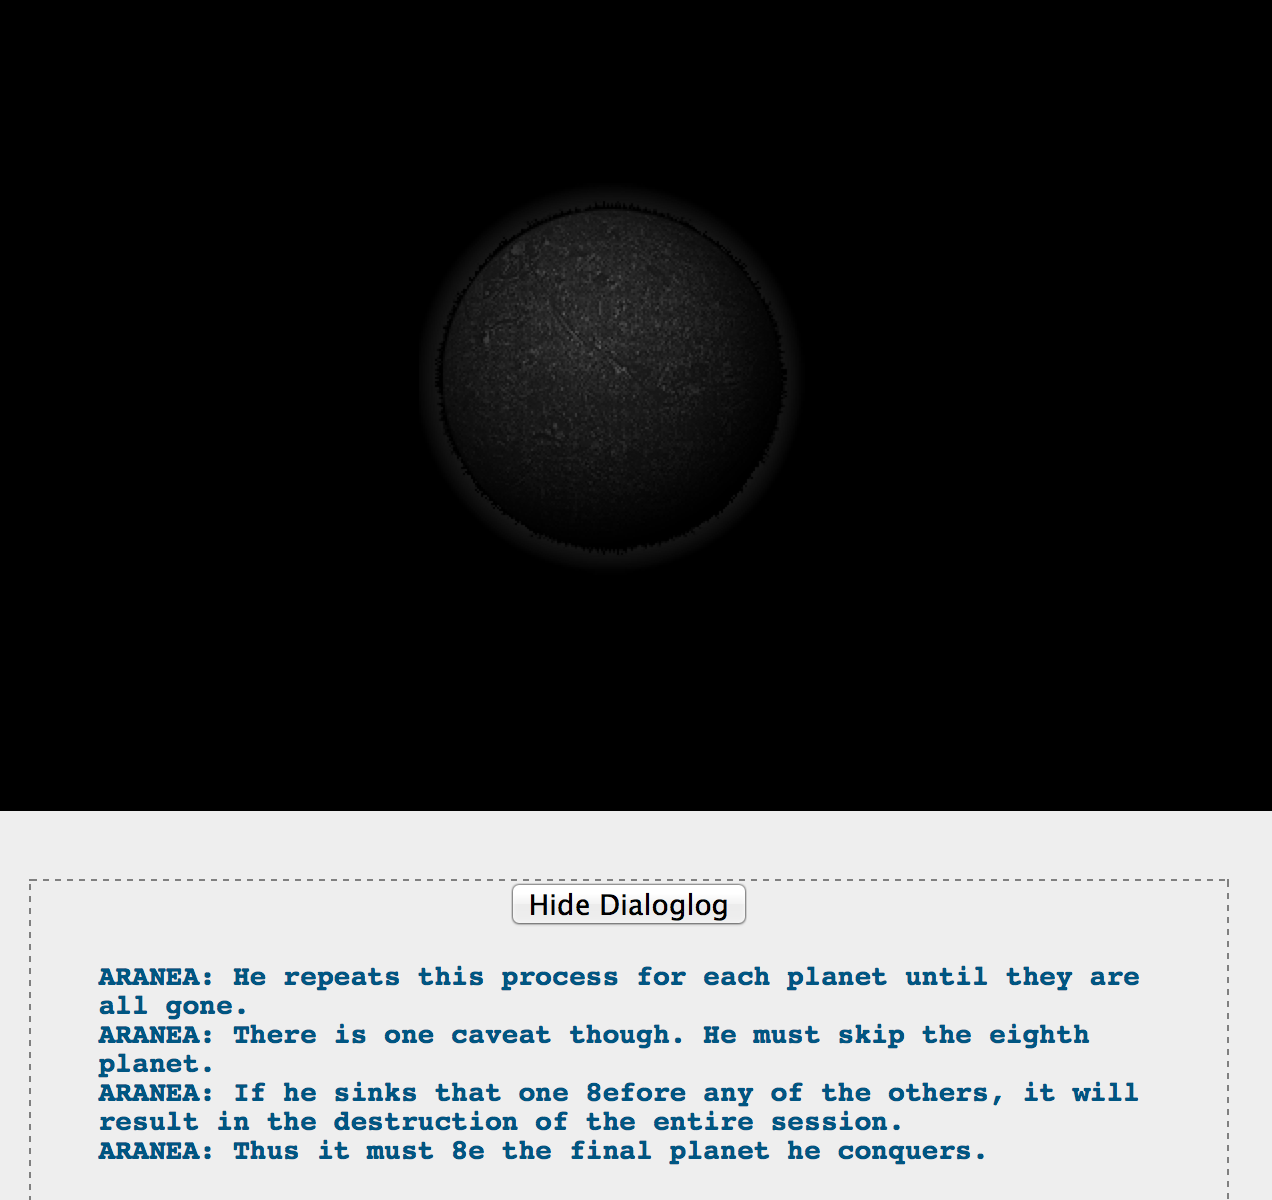 Hide Dialoglog
ARANEA: He repeats this process for each planet until they are
all gone.
ARANEA: There is one caveat though. He must skip the eighth
planet.
ARANEA: If he sinks that one 8efore any of the others, it will
result in the destruction of the entire session.
ARANEA: Thus it must 8e the final planet he conquers.